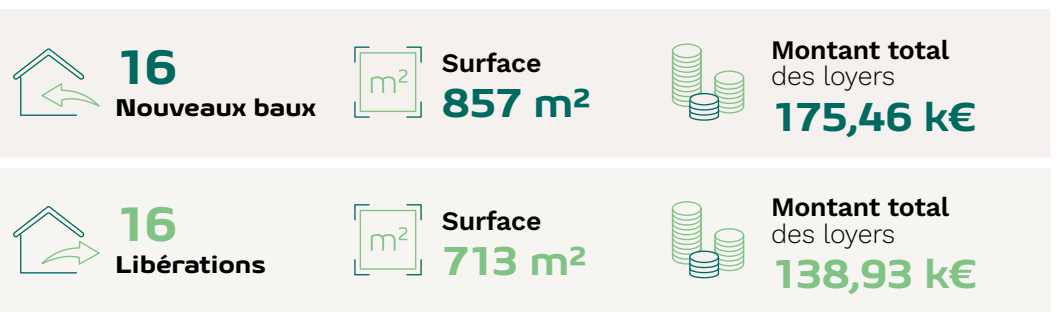 16
Nouveaux baux
m²
Surface
857 m²
Montant total
des loyers
175,46 k€
16
Libérations
m²
Surface
713 m²
Montant total
des loyers
138,93 k€